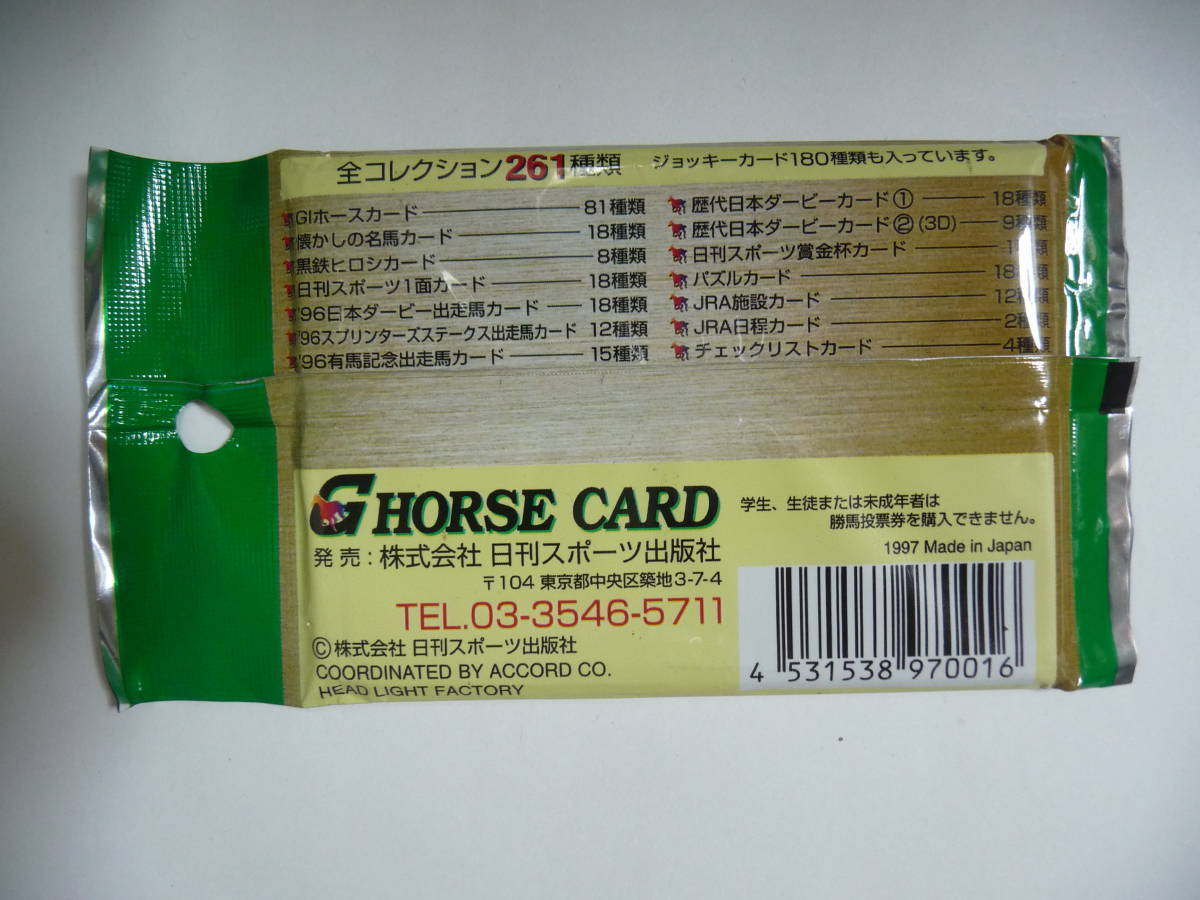 全コレクション261種類 ジョッキーカード180種類も入っています。
GIホースカード 81種類
懐かしの名馬カード 18種類
黒鉄ヒロシカード 8種類
日刊スポーツ1面カード 18種類
'96日本ダービー出走馬カード 18種類
'96スプリンターズステークス出走馬カード 12種類
'96有馬記念出走馬カード 15種類
歴代日本ダービーカード① 18種類
歴代日本ダービーカード②(3D) 9種類
日刊スポーツ賞金杯カード 種類
パズルカード 18種類
JRA施設カード 12種類
JRA日程カード 2種類
チェックリストカード 4種類
G HORSE CARD
発売:株式会社 日刊スポーツ出版社
〒104 東京都中央区築地3-7-4
TEL.03-3546-5711
©株式会社 日刊スポーツ出版社
COORDINATED BY ACCORD CO.
HEAD LIGHT FACTORY
学生、生徒または未成年者は
勝馬投票券を購入できません。
1997 Made in Japan
4 531538 970016